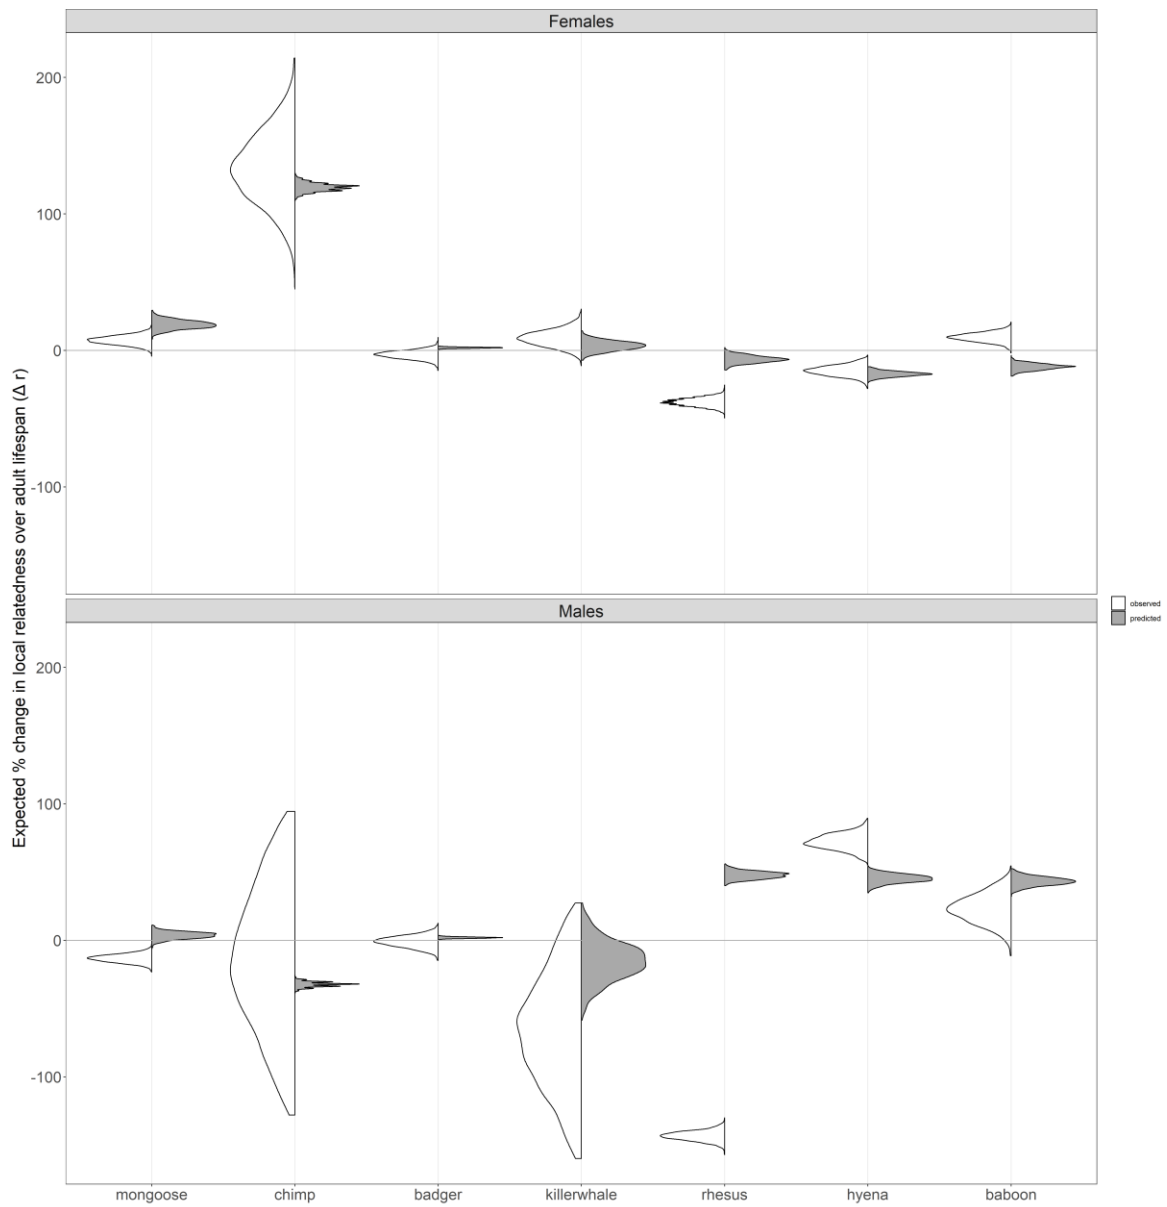 Females
200
100
0
-100
Males
200
100
0
-100
Expected % change in local relatedness over adult lifespan (Δ r)
observed
predicted
mongoose chimp badger killerwhale rhesus hyena baboon